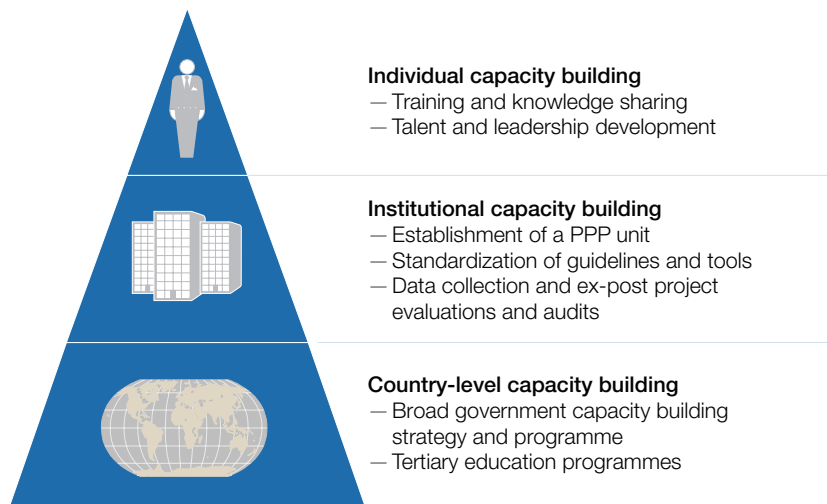 Individual capacity building
— Training and knowledge sharing
— Talent and leadership development
Institutional capacity building
— Establishment of a PPP unit
— Standardization of guidelines and tools
— Data collection and ex-post project
evaluations and audits
Country-level capacity building
— Broad government capacity building
strategy and programme
— Tertiary education programmes